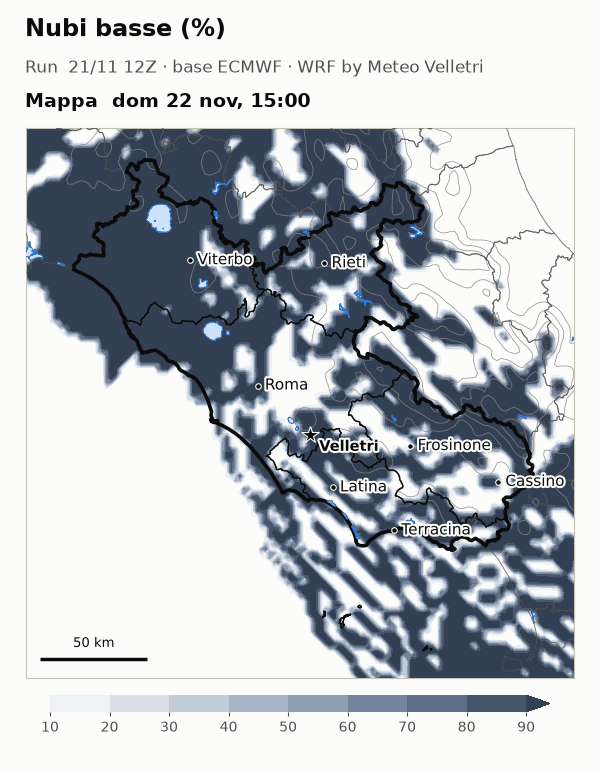 Nubi basse (%)
Run 21/11 12Z · base ECMWF · WRF by Meteo Velletri
Mappa dom 22 nov, 15:00
Viterbo
Rieti
Roma
Velletri
Frosinone
Cassino
Latina
Terracina
50 km
10 20 30 40 50 60 70 80 90